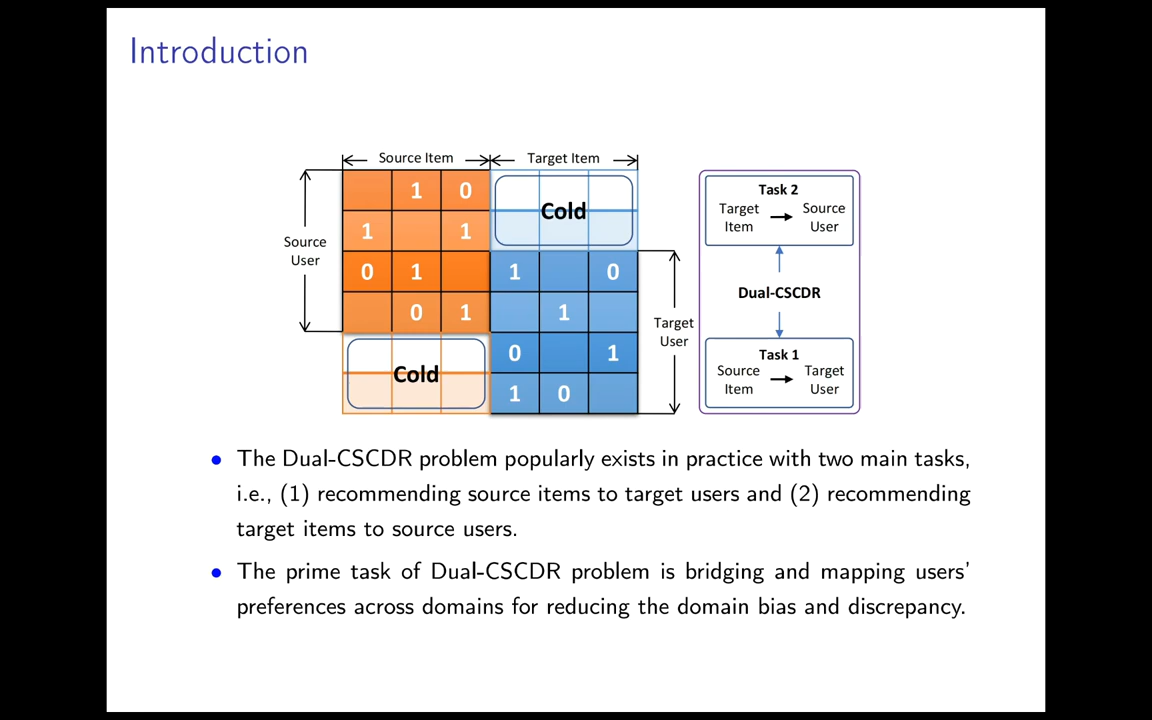 Introduction
Source Item
Target Item
1 0
1 1
0 1
0 1
Source
User
Cold
1 0
1
0 1
1 0
Cold
Target
User
Task 2
Target
Item
Source
User
Dual-CSCDR
Task 1
Source
Item
Target
User
• The Dual-CSCDR problem popularly exists in practice with two main tasks,
i.e., (1) recommending source items to target users and (2) recommending
target items to source users.
• The prime task of Dual-CSCDR problem is bridging and mapping users'
preferences across domains for reducing the domain bias and discrepancy.